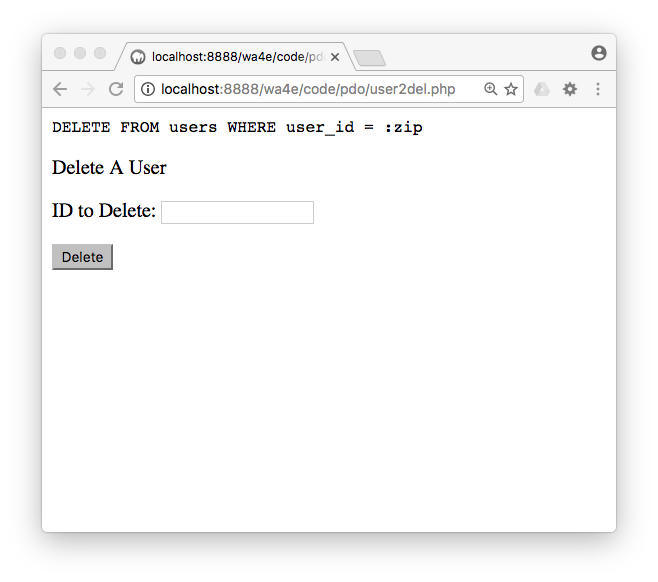 localhost:8888/wa4e/code/pd
localhost:8888/wa4e/code/pdo/user2del.php
DELETE FROM users WHERE user_id = :zip
Delete A User
ID to Delete:
Delete